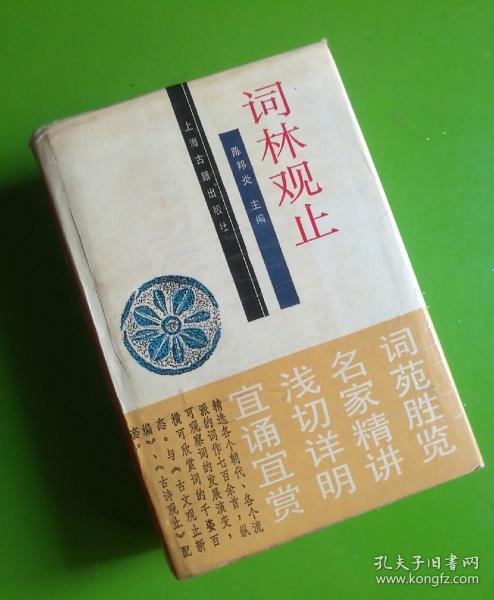 词林观止
陈邦炎 主编
上海古籍出版社
词苑胜览
名家精讲
浅切详明
宜诵宜赏
精选各个朝代、各个流
派的词作七百余首，纵
可观察词的发展演变，
横可欣赏词的千姿百
态。与《古文观止新
编》、《古诗观止》配
套。
孔夫子旧书网
www.kongfz.com